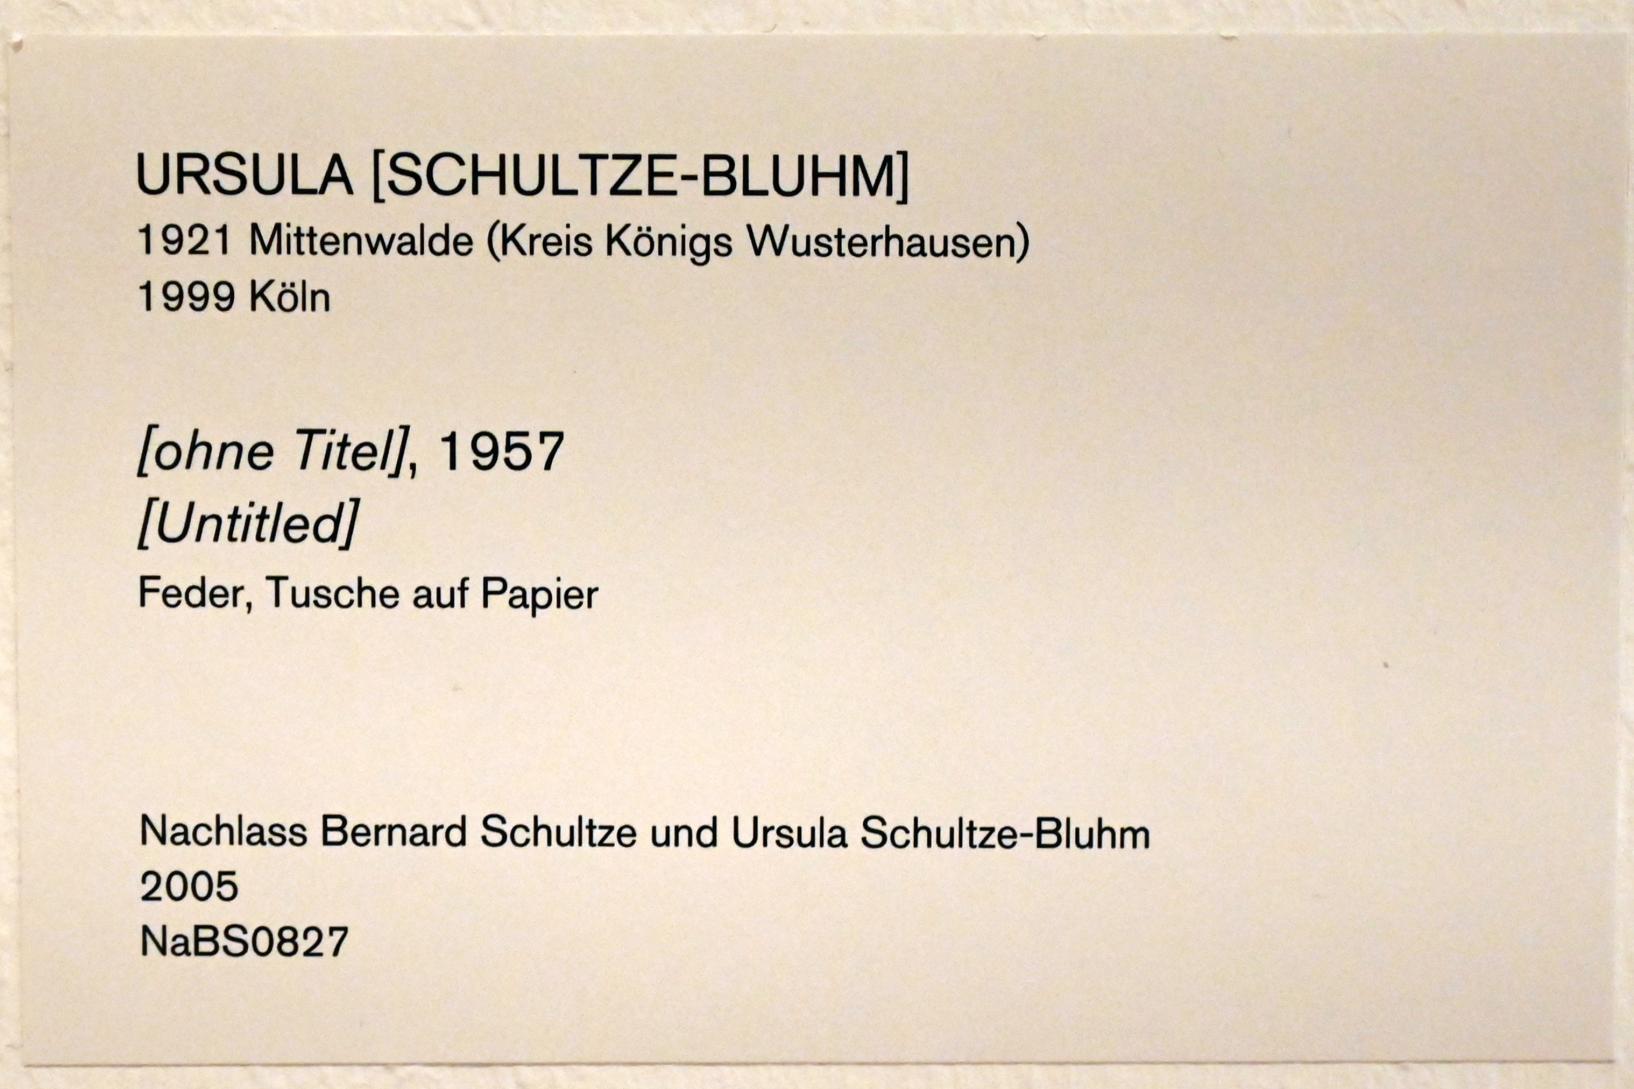 URSULA [SCHULTZE-BLUHM]
1921 Mittenwalde (Kreis Königs Wusterhausen)
1999 Köln
[ohne Titel], 1957
[Untitled]
Feder, Tusche auf Papier
Nachlass Bernard Schultze und Ursula Schultze-Bluhm
2005
NaBS0827